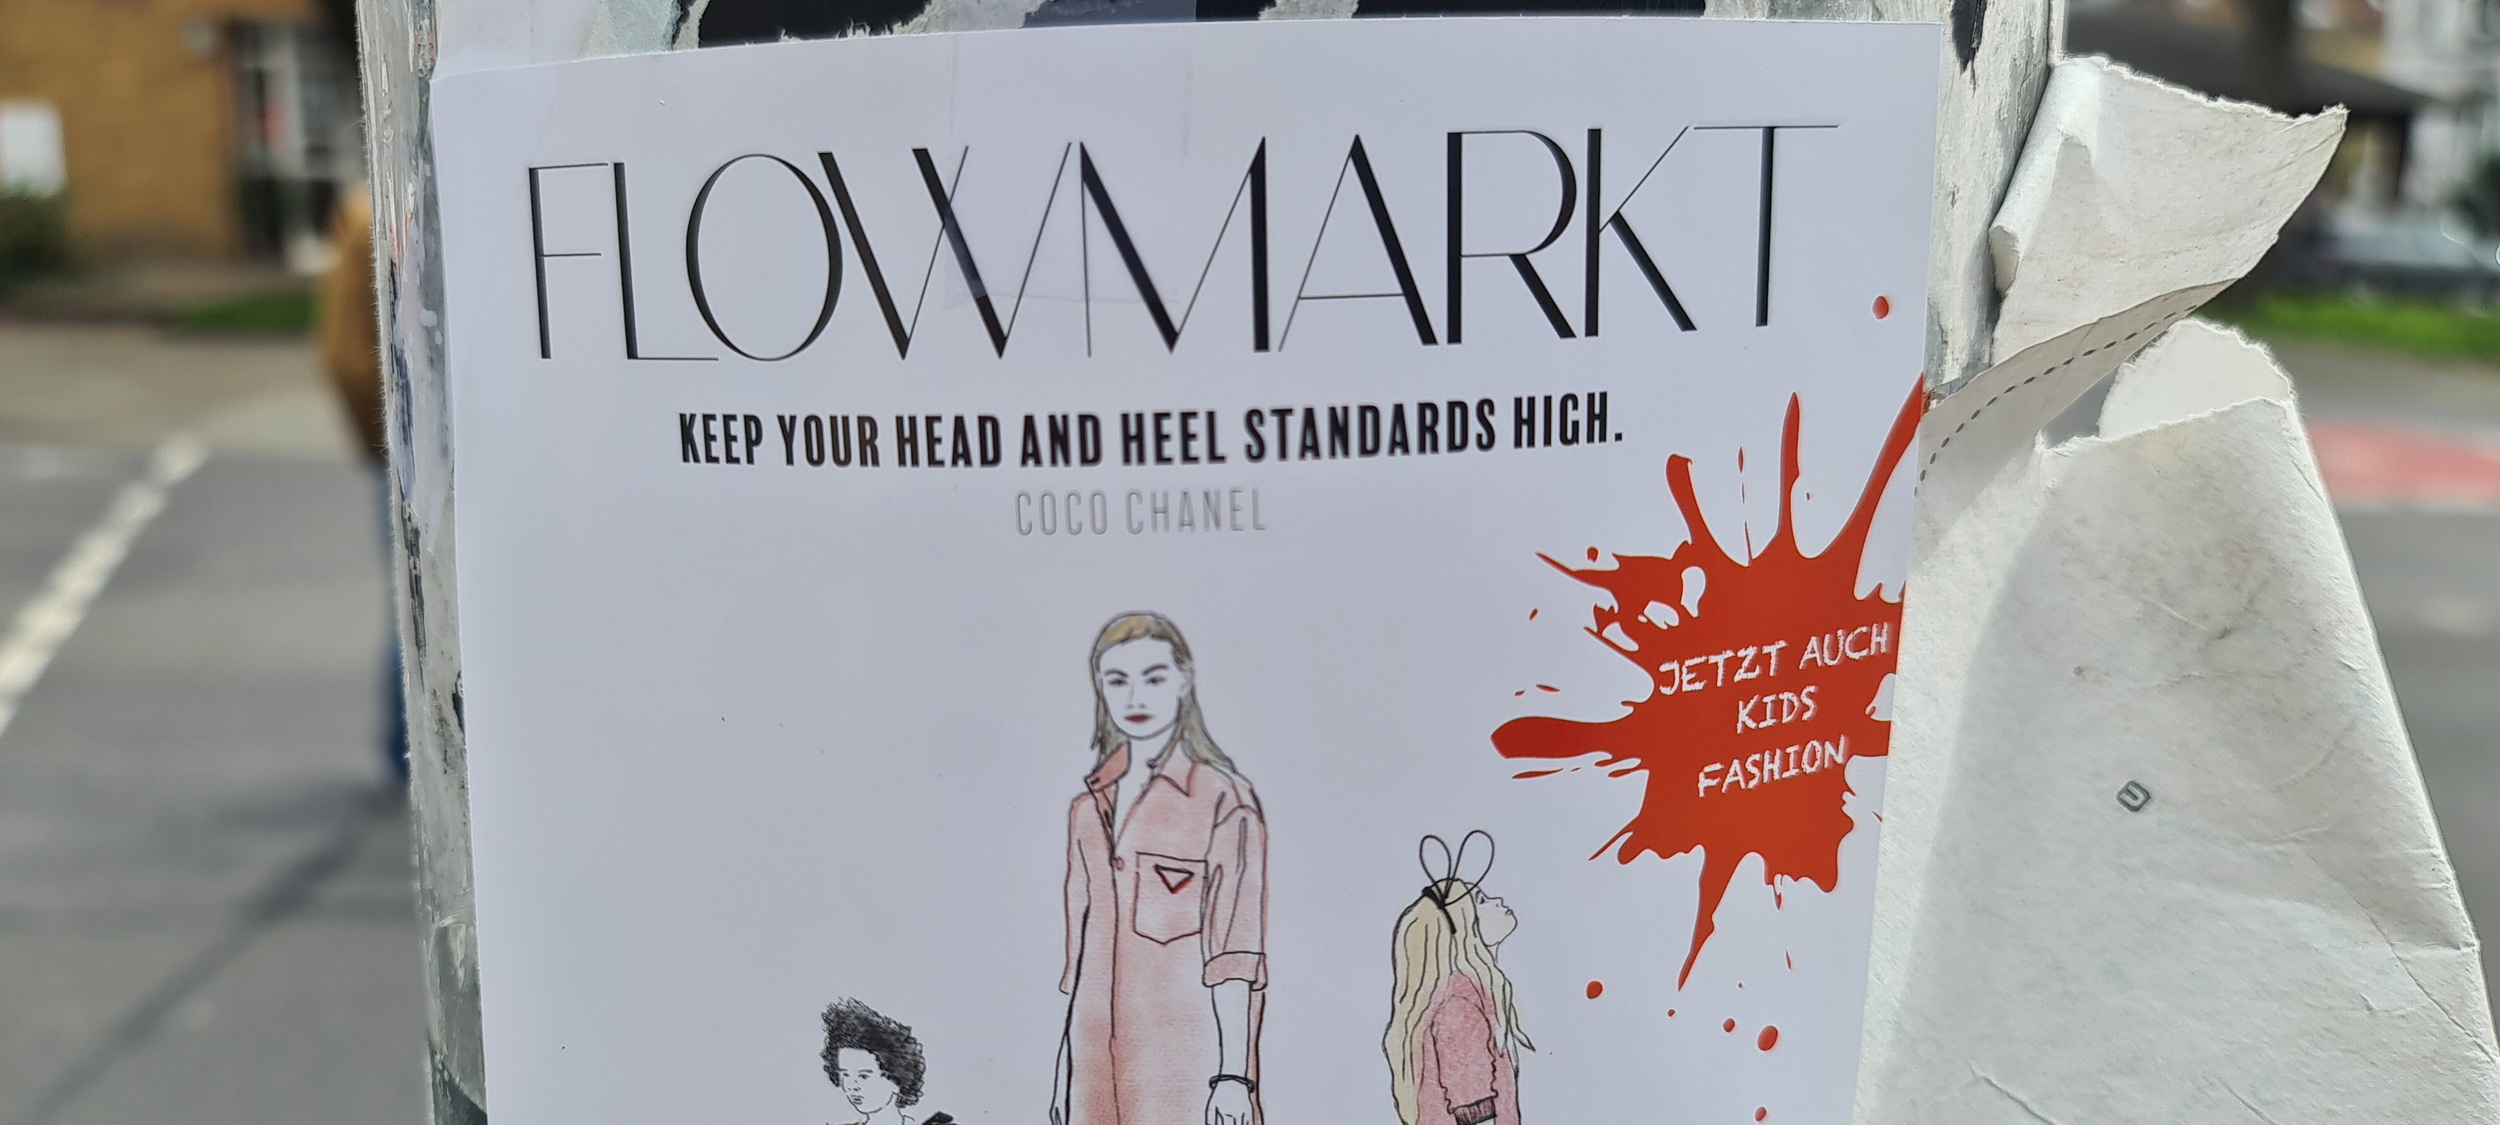 FLOWMARKT
KEEP YOUR HEAD AND HEEL STANDARDS HIGH.
COCO CHANEL
JETZT AUCH
KIDS
FASHION